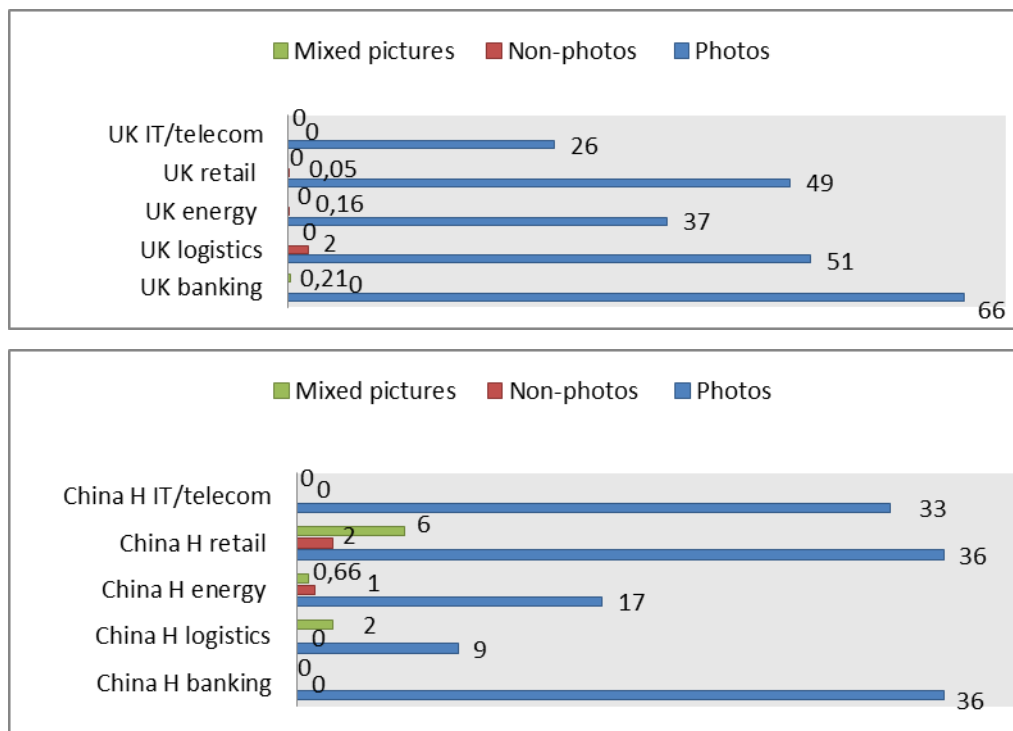 Mixed pictures Non-photos Photos
0
UK IT/telecom 0
26
0
UK retail 0,05
49
0
UK energy 0,16
37
0
UK logistics 2
51
UK banking 0,21 0
66
Mixed pictures Non-photos Photos
0
China H IT/telecom 0
33
6
China H retail 2
36
0,66
China H energy 1
17
2
China H logistics 0
9
0
China H banking 0
36